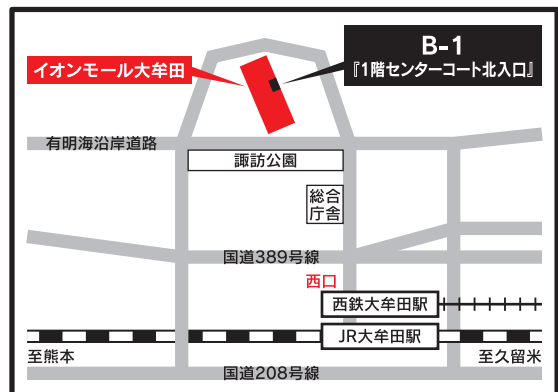 B-1
『1階センターコート北入口』
イオンモール大牟田
有明海沿岸道路
諏訪公園
総合
庁舎
国道389号線
西口
西鉄大牟田駅
JR大牟田駅
至熊本
至久留米
国道208号線